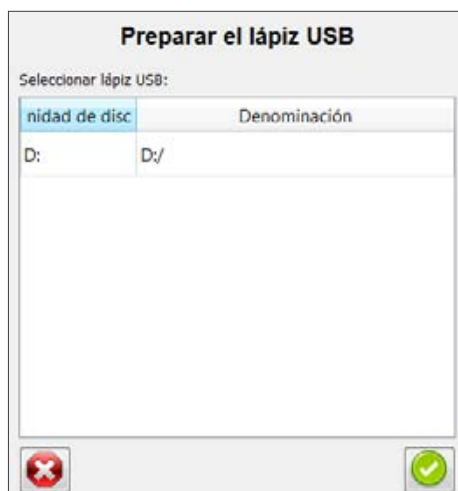 Preparar el lápiz USB
Seleccionar lápiz USB:
nidad de disc Denominación
D: D:/